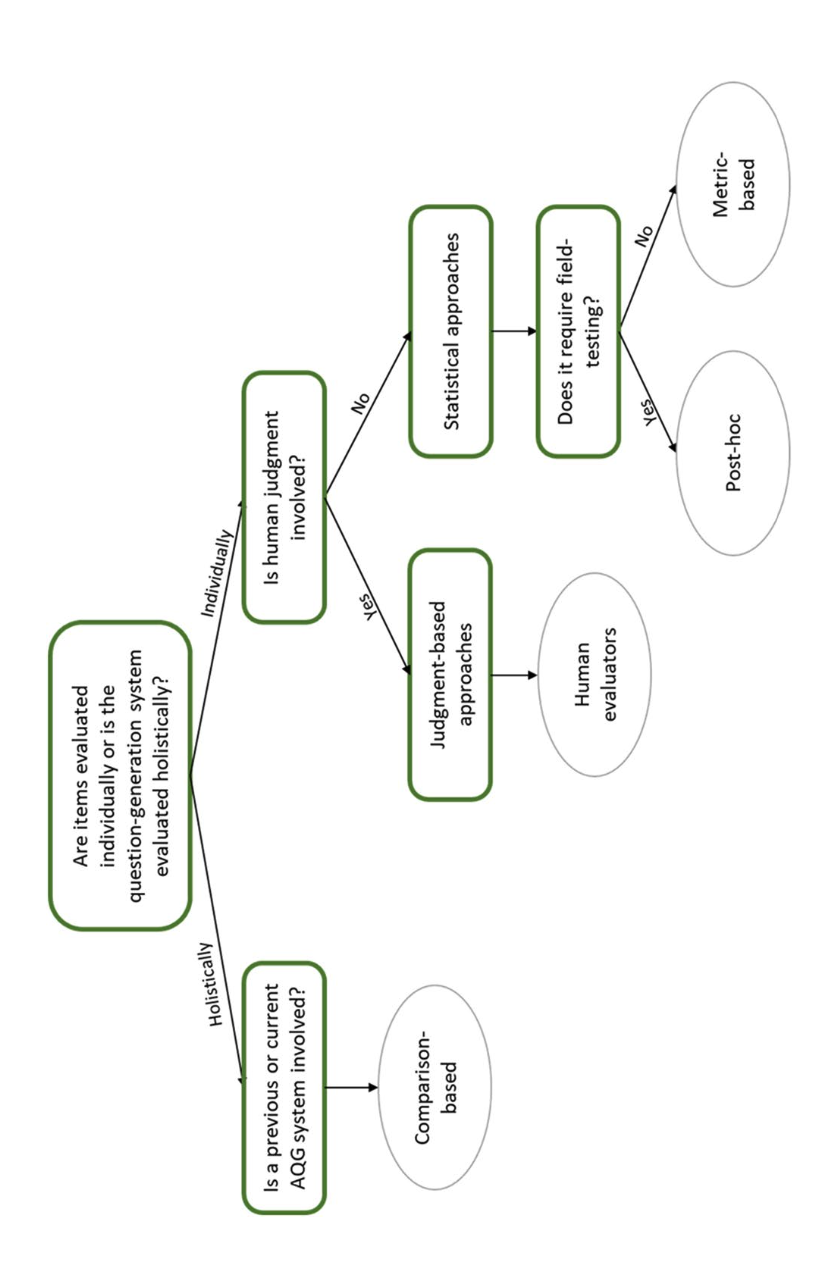 Are items evaluated
individually or is the
question-generation system
evaluated holistically?
Holistically
Individually
Is a previous or current
AQG system involved?
Is human judgment
involved?
Yes
No
Comparison-
based
Judgment-based
approaches
Statistical approaches
Human
evaluators
Does it require field-
testing?
Yes
No
Post-hoc
Metric-
based